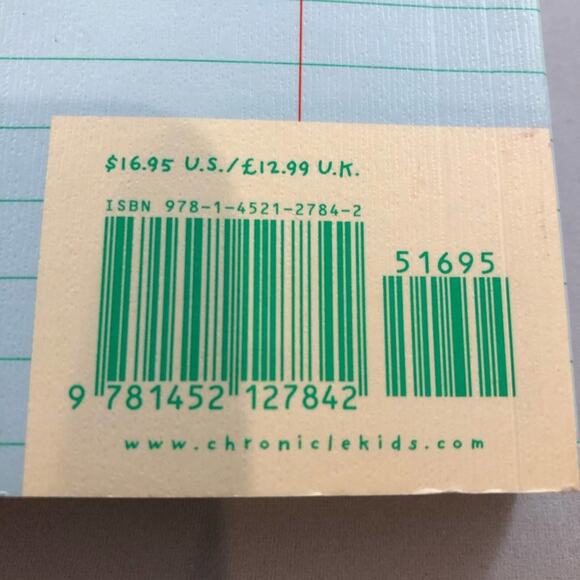 $16.95 U.S./£12.99 U.K.
ISBN 978-1-4521-2784-2
51695
9 781452 127842
www.chroniclekids.com